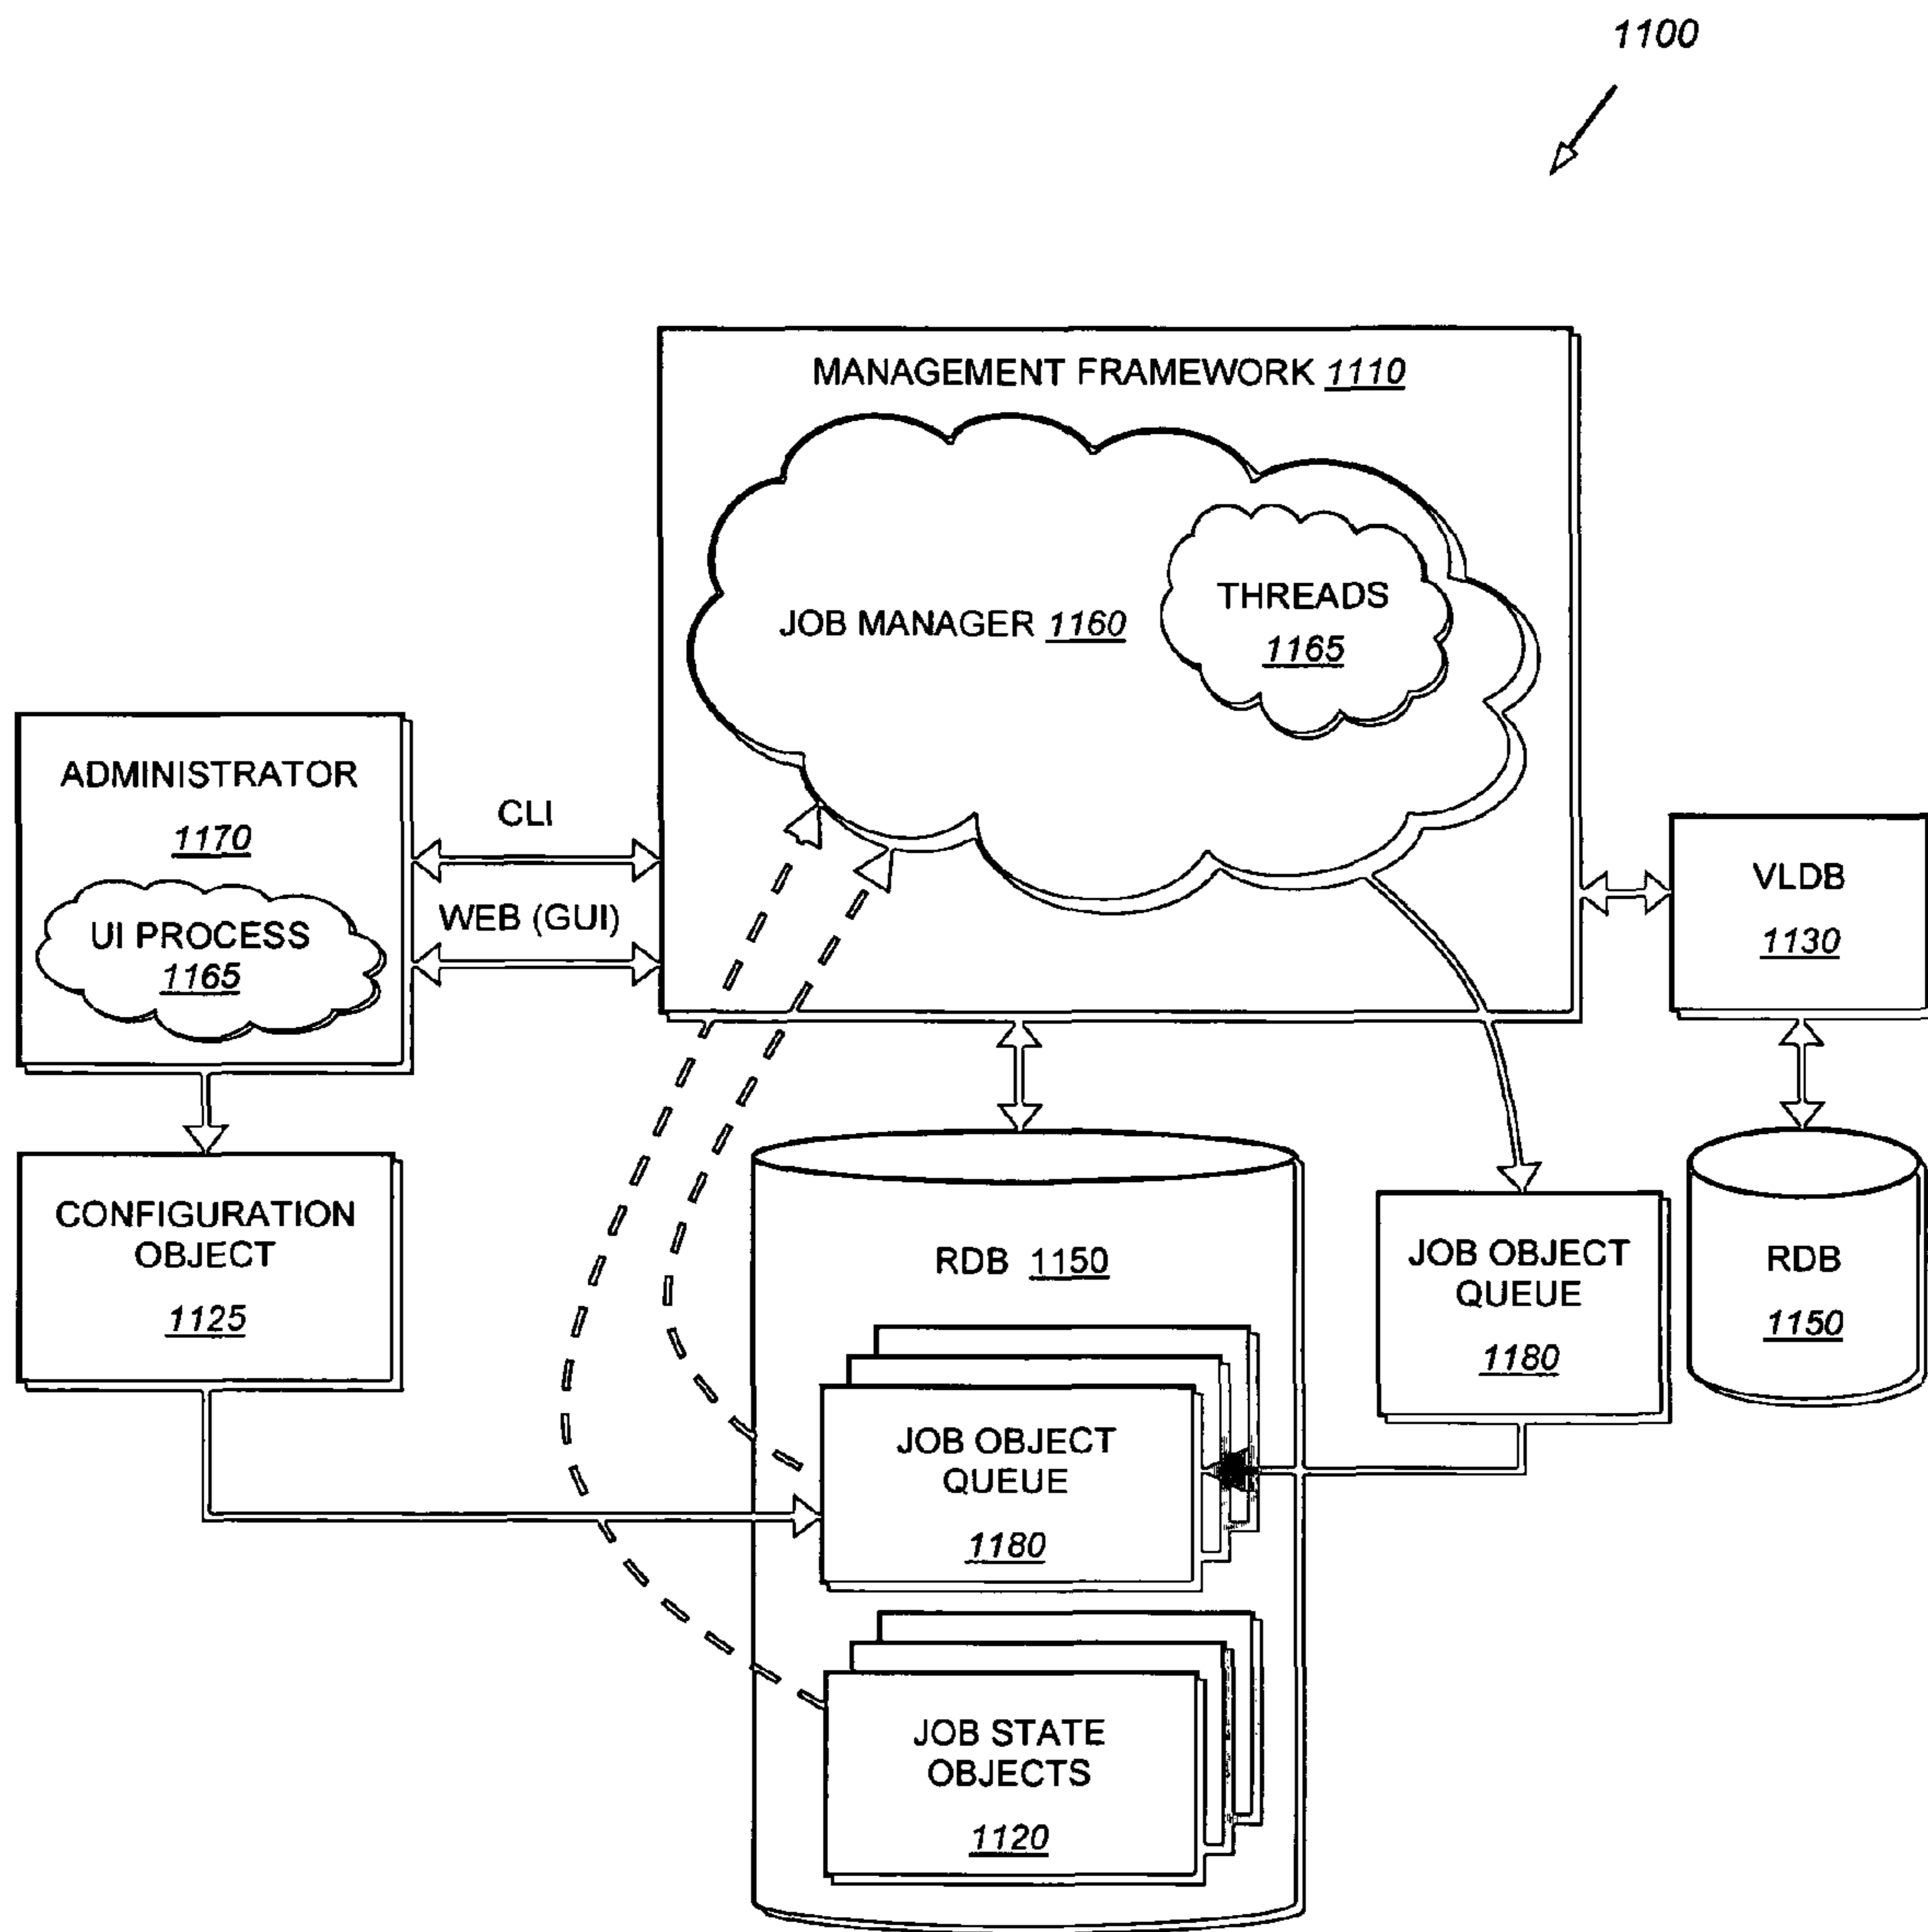 1100
MANAGEMENT FRAMEWORK 1110
JOB MANAGER 1160
THREADS
1165
ADMINISTRATOR
1170
UI PROCESS
1165
CLI
WEB (GUI)
VLDB
1130
CONFIGURATION
OBJECT
1125
RDB 1150
JOB OBJECT
QUEUE
1180
RDB
1150
JOB OBJECT
QUEUE
1180
JOB STATE
OBJECTS
1120